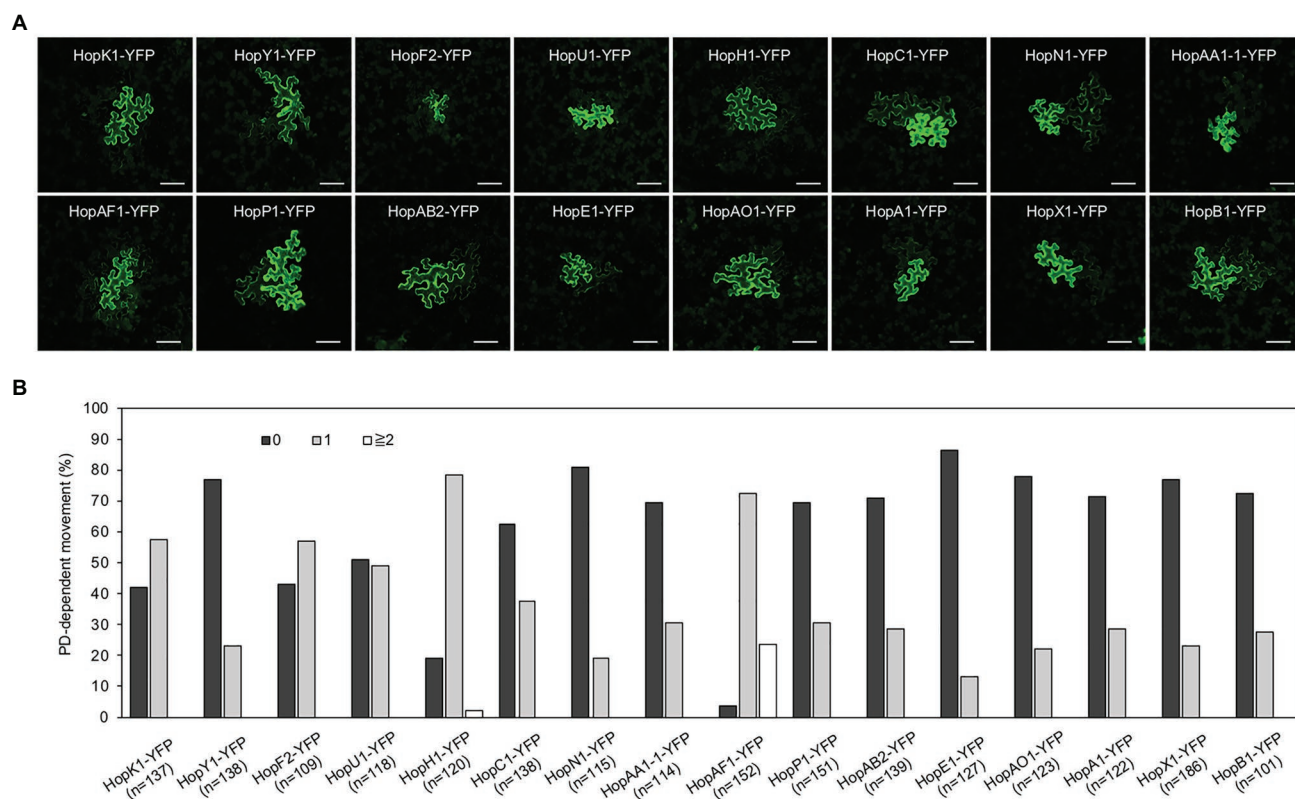 A
HopK1-YFP HopY1-YFP HopF2-YFP HopU1-YFP HopH1-YFP HopC1-YFP HopN1-YFP HopAA1-1-YFP
HopAF1-YFP HopP1-YFP HopAB2-YFP HopE1-YFP HopAO1-YFP HopA1-YFP HopX1-YFP HopB1-YFP
B
PD-dependent movement (%)
100
90
80
70
60
50
40
30
20
10
0
0 1 ≧2
HopK1-YFP
(n=137)
HopY1-YFP
(n=138)
HopF2-YFP
(n=109)
HopU1-YFP
(n=118)
HopH1-YFP
(n=120)
HopC1-YFP
(n=138)
HopN1-YFP
(n=115)
HopAA1-1-YFP
(n=114)
HopAF1-YFP
(n=152)
HopP1-YFP
(n=151)
HopAB2-YFP
(n=139)
HopE1-YFP
(n=127)
HopAO1-YFP
(n=123)
HopA1-YFP
(n=122)
HopX1-YFP
(n=186)
HopB1-YFP
(n=101)